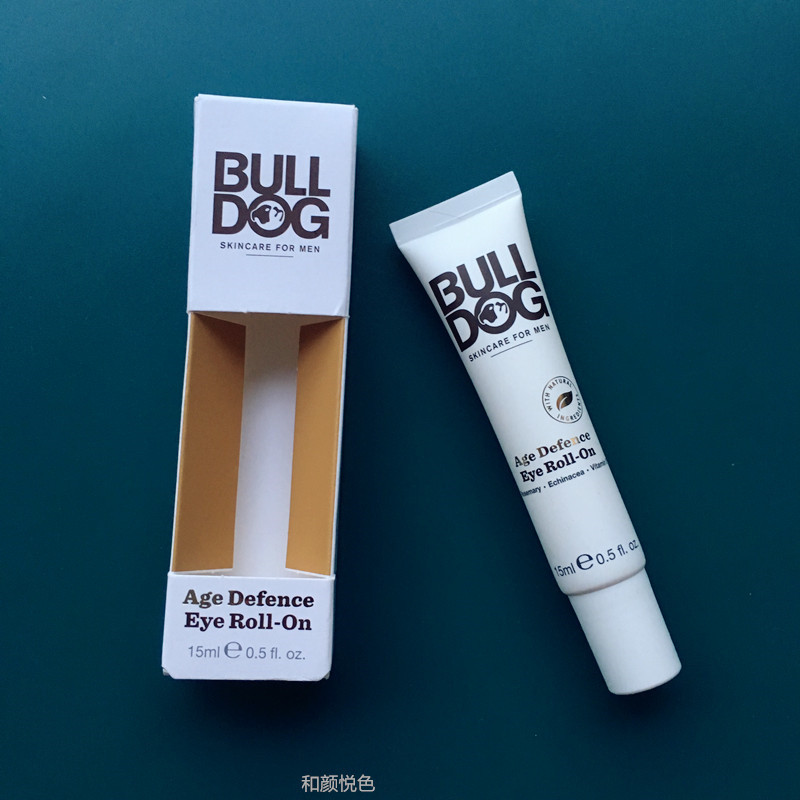 BULL
DOG
SKINCARE FOR MEN
Age Defence
Eye Roll-On
15ml ℮ 0.5 fl. oz.
BULL
DOG
SKINCARE FOR MEN
WITH NATURAL
INGREDIENTS
Age Defence
Eye Roll-On
· Echinacea ·
15ml ℮ 0.5 fl. oz.
和颜悦色